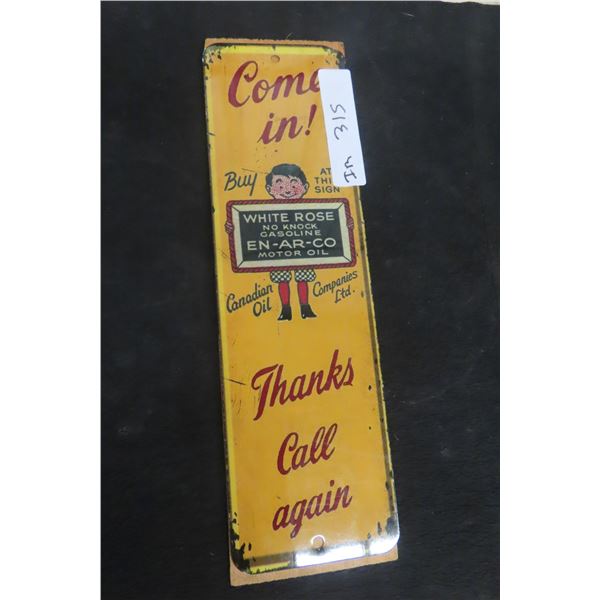 Come
in!
Im 315
Buy
AT
THIS
SIGN
WHITE ROSE
NO KNOCK
GASOLINE
EN-AR-CO
MOTOR OIL
Canadian
Oil
Companies
Ltd.
Thanks
Call
again